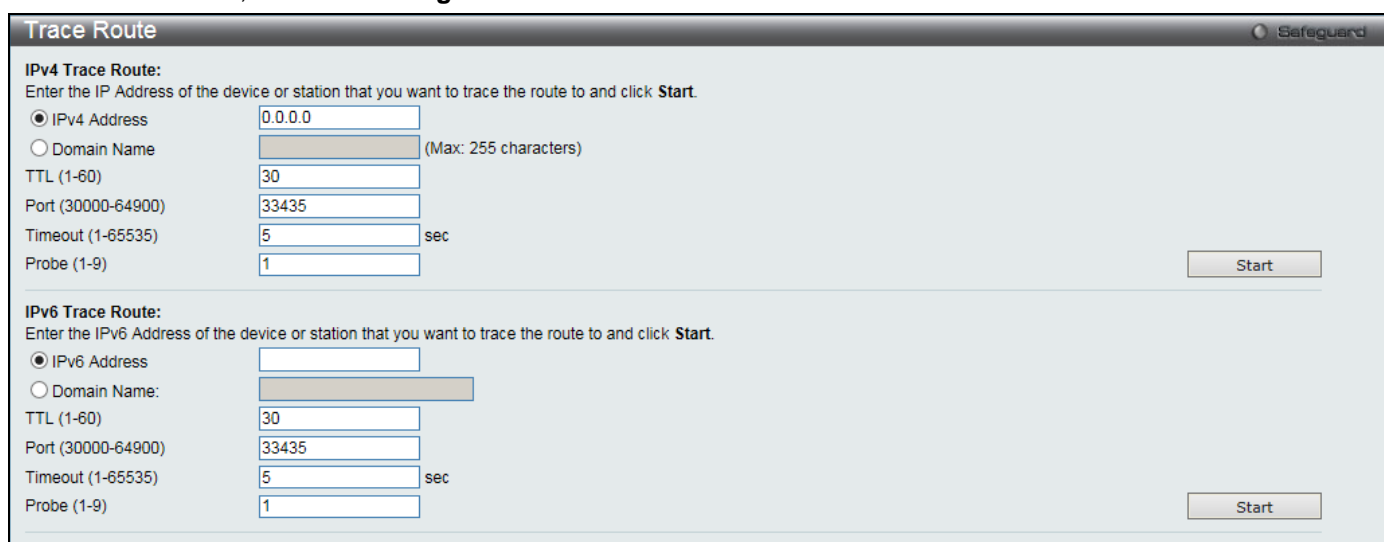 Trace Route
Safeguard
IPv4 Trace Route:
Enter the IP Address of the device or station that you want to trace the route to and click Start.
IPv4 Address 0.0.0.0
Domain Name (Max: 255 characters)
TTL (1-60) 30
Port (30000-64900) 33435
Timeout (1-65535) 5 sec
Probe (1-9) 1 Start
IPv6 Trace Route:
Enter the IPv6 Address of the device or station that you want to trace the route to and click Start.
IPv6 Address
Domain Name:
TTL (1-60) 30
Port (30000-64900) 33435
Timeout (1-65535) 5 sec
Probe (1-9) 1 Start